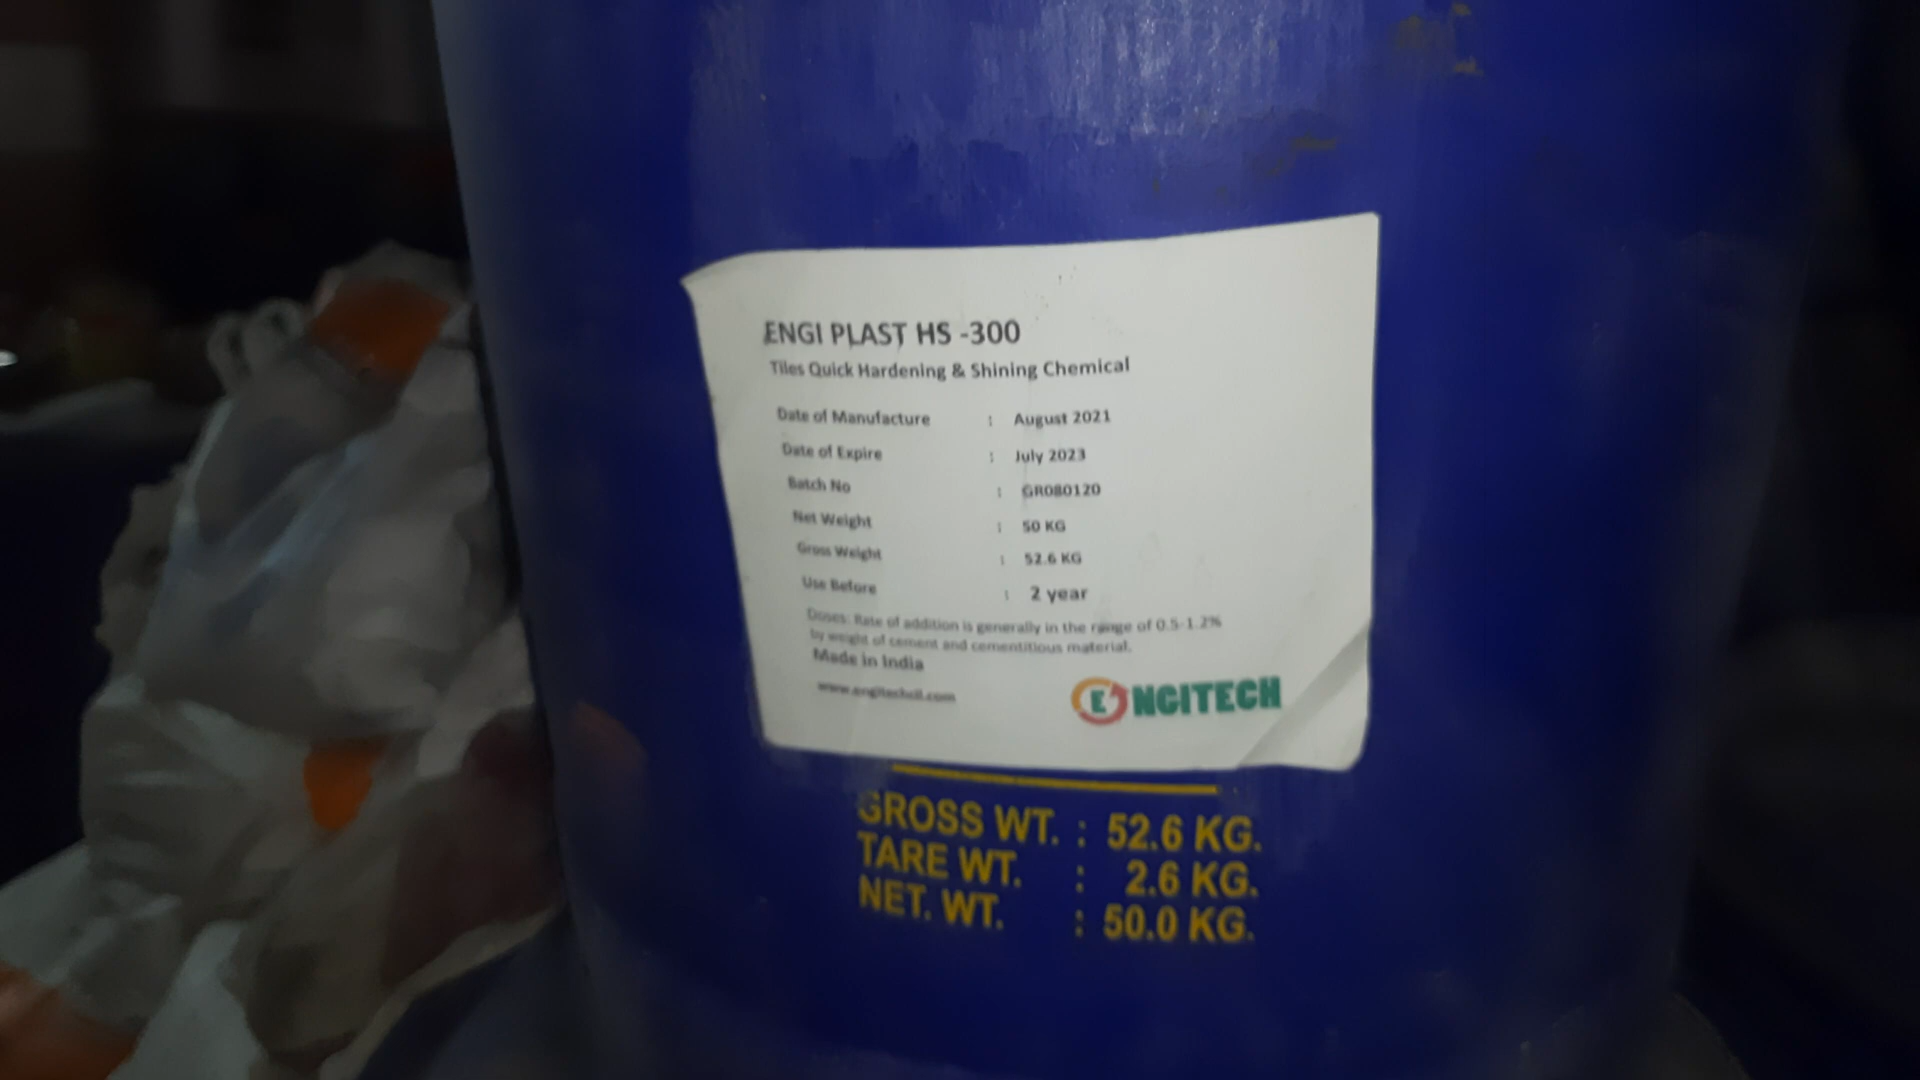 ENGI PLAST HS -300
Tiles Quick Hardening & Shining Chemical
Date of Manufacture : August 2021
Date of Expire : July 2023
Batch No : GR080120
Net Weight : 50 KG
Gross Weight : 52.6 KG
Use Before : 2 year
Doses: Rate of addition is generally in the range of 0.5-1.2%
by weight of cement and cementitious material.
Made in India
ENGITECH
GROSS WT. : 52.6 KG.
TARE WT. : 2.6 KG.
NET. WT. : 50.0 KG.